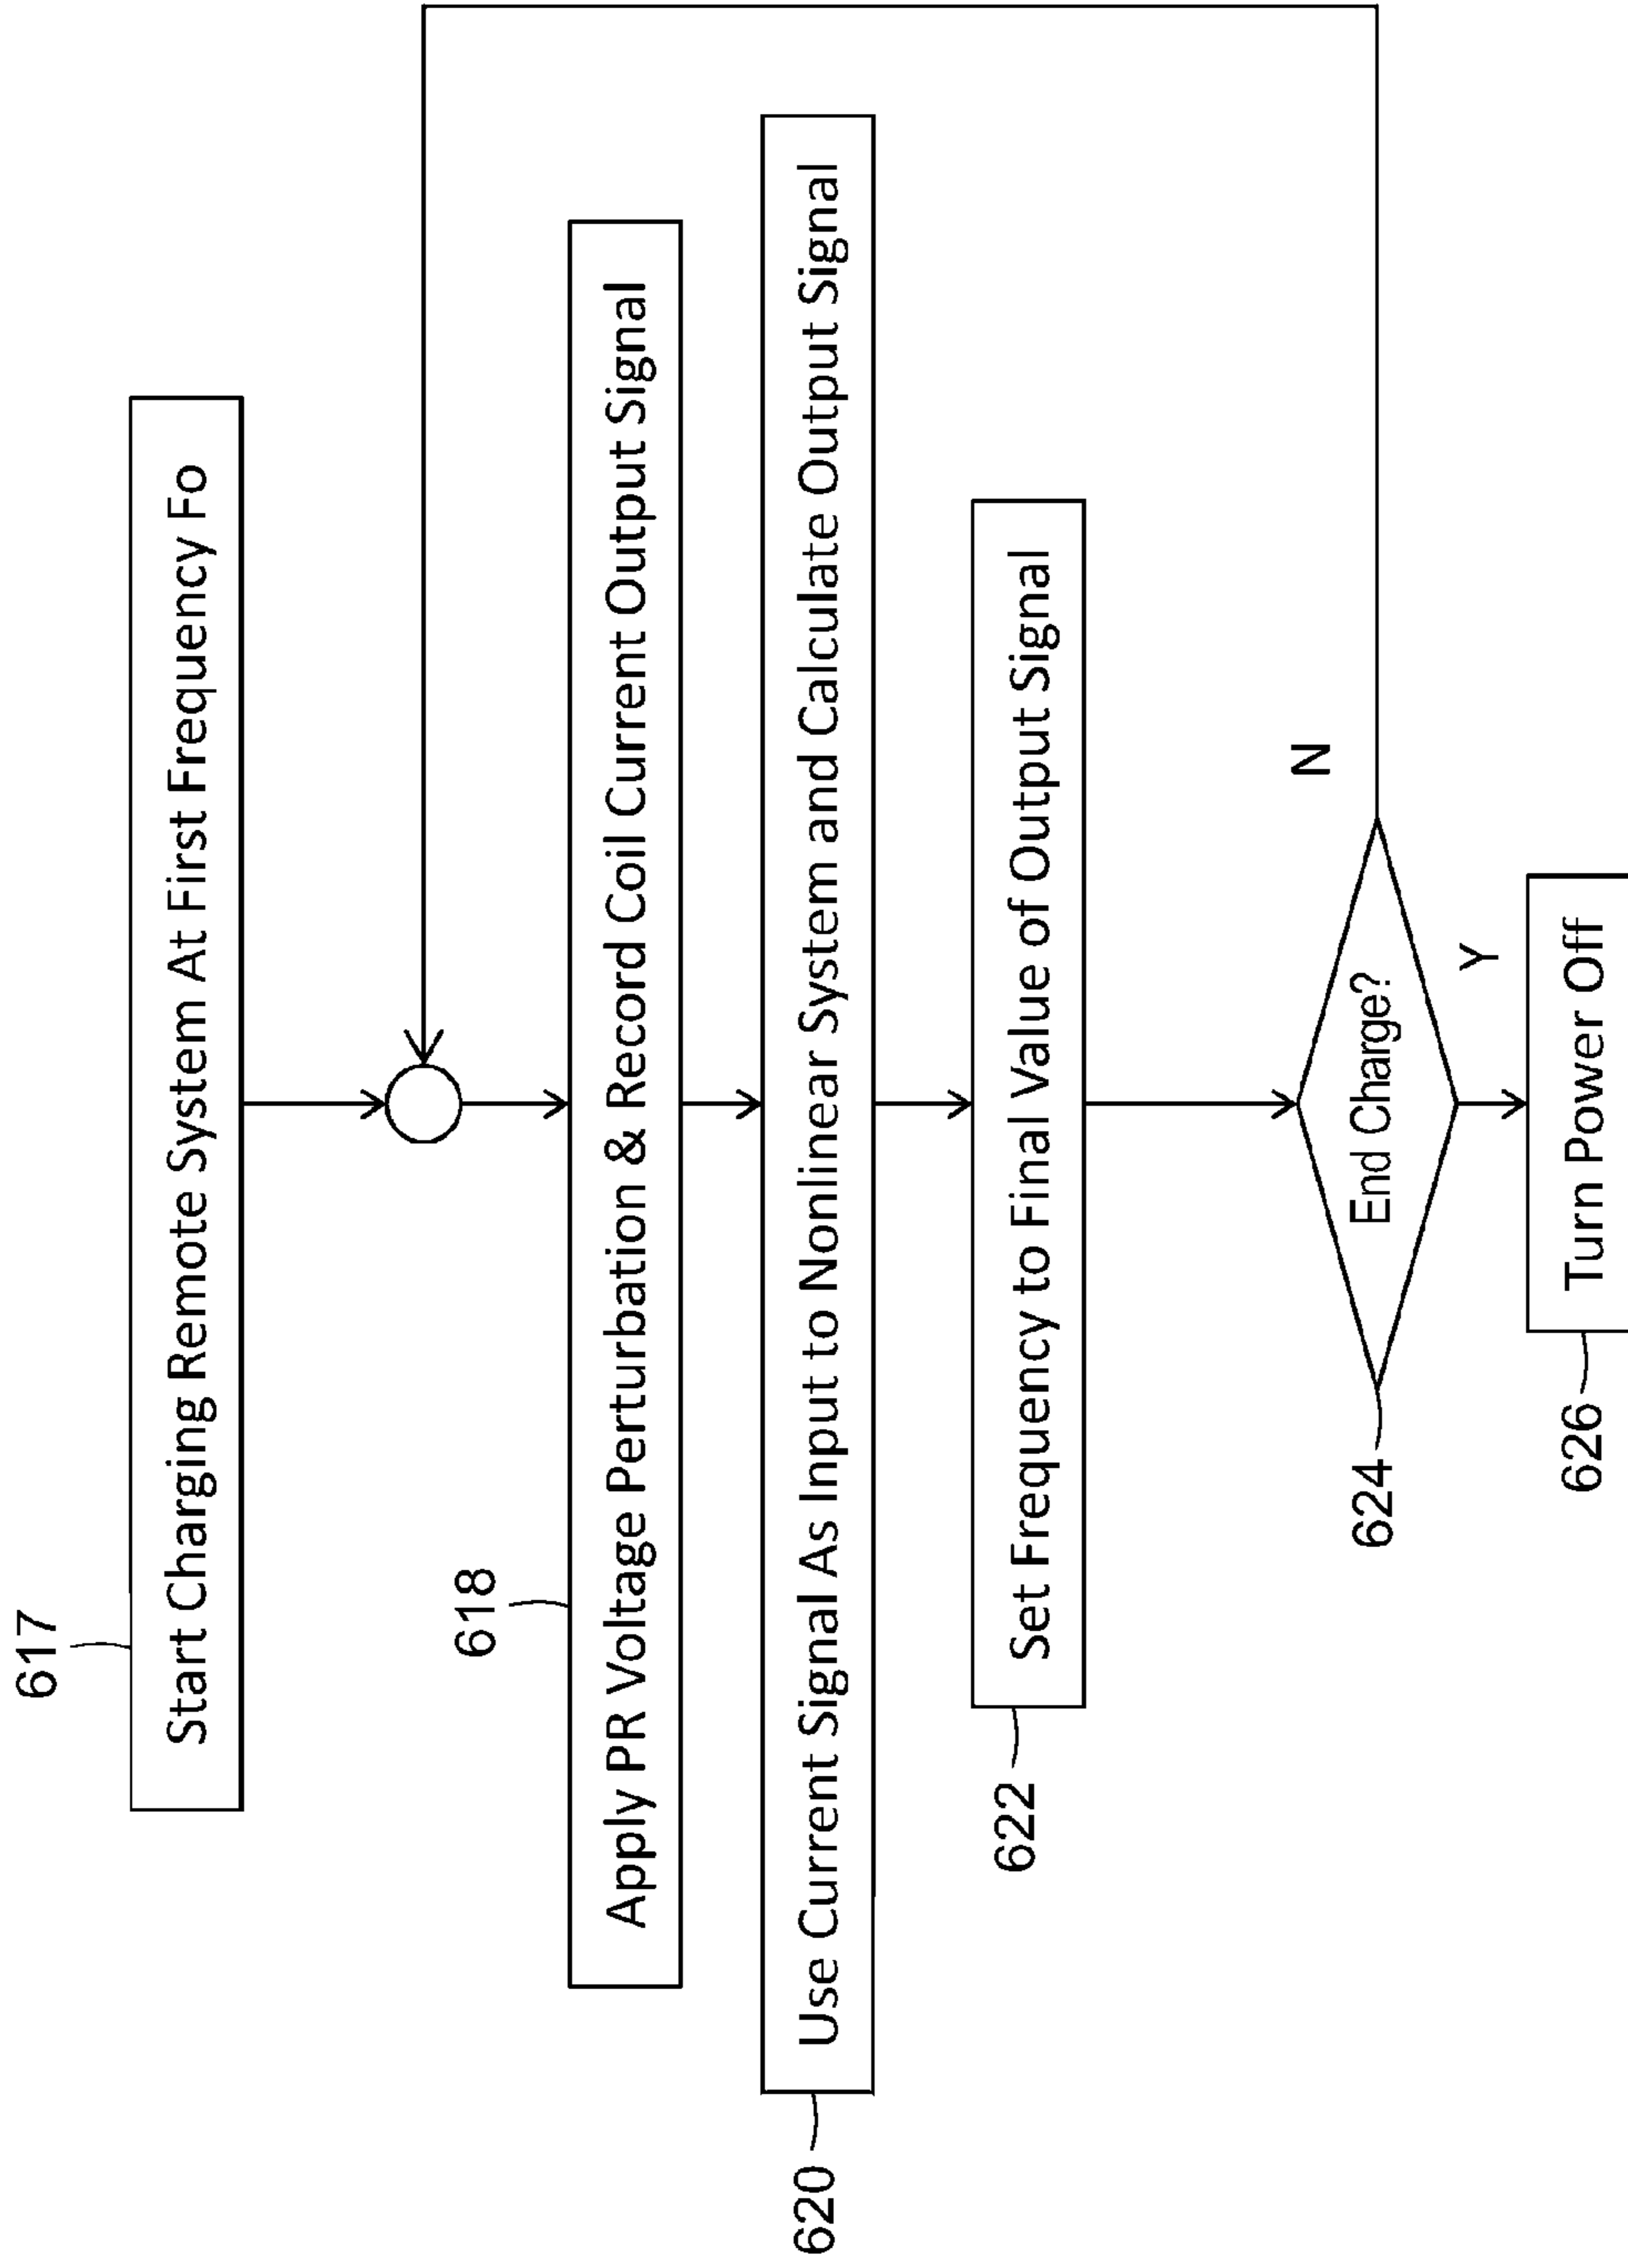 617
Start Charging Remote System At First Frequency Fo
618
Apply PR Voltage Perturbation & Record Coil Current Output Signal
620
Use Current Signal As Input to Nonlinear System and Calculate Output Signal
622
Set Frequency to Final Value of Output Signal
624
End Charge?
N
Y
626
Turn Power Off